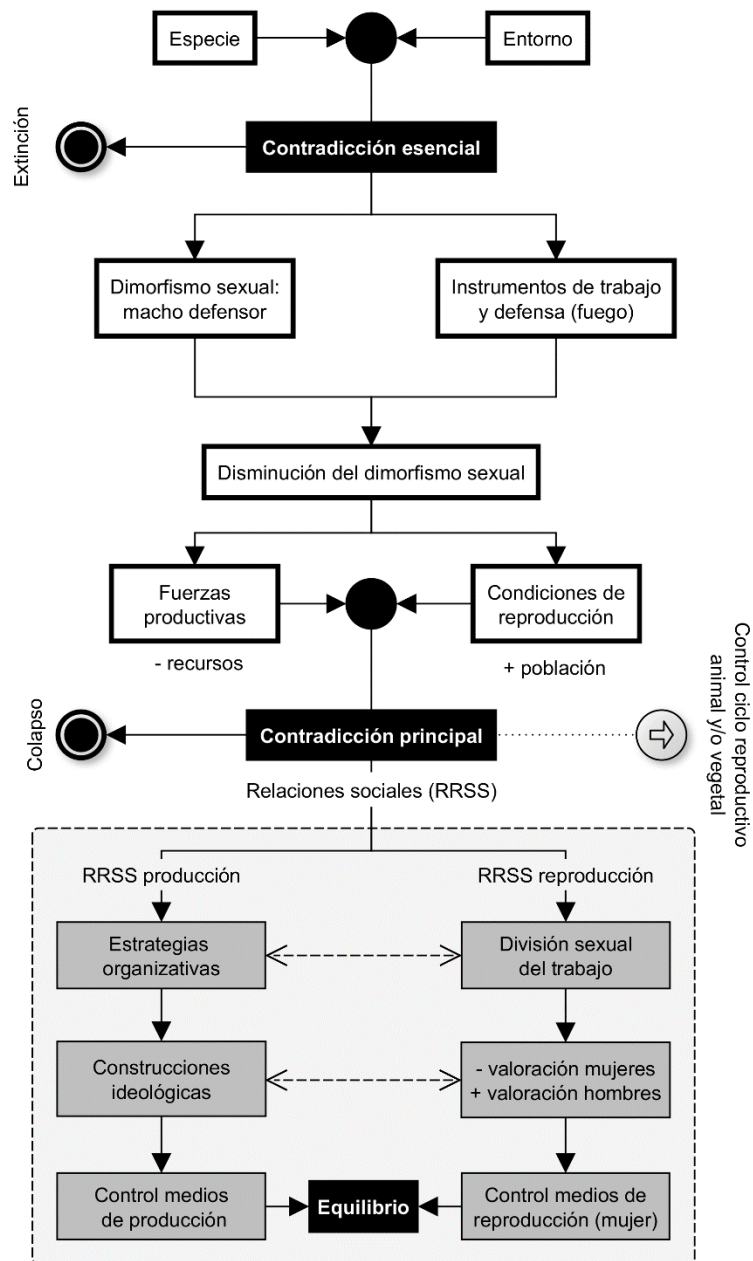 Especie
Entorno
Extinción
Contradicción esencial
Dimorfismo sexual:
macho defensor
Instrumentos de trabajo
y defensa (fuego)
Disminución del dimorfismo sexual
Fuerzas
productivas
Condiciones de
reproducción
- recursos
+ población
Colapso
Contradicción principal
Control ciclo reproductivo
animal y/o vegetal
Relaciones sociales (RRSS)
RRSS producción
RRSS reproducción
Estrategias
organizativas
División sexual
del trabajo
Construcciones
ideológicas
- valoración mujeres
+ valoración hombres
Control medios
de producción
Equilibrio
Control medios de
reproducción (mujer)